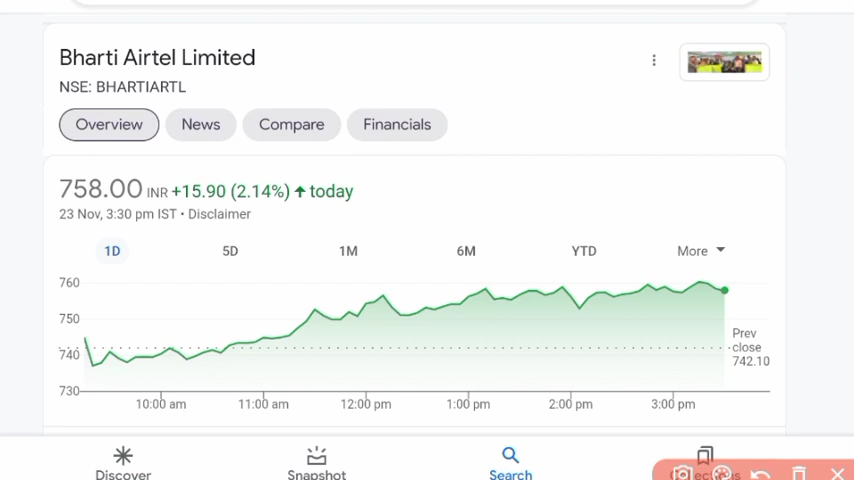 Bharti Airtel Limited
NSE: BHARTIARTL
Overview News Compare Financials
758.00 INR +15.90 (2.14%) ↑ today
23 Nov, 3:30 pm IST • Disclaimer
1D 5D 1M 6M YTD More
760
750
740
730
Prev
close
742.10
10:00 am 11:00 am 12:00 pm 1:00 pm 2:00 pm 3:00 pm
Discover Snapshot Search